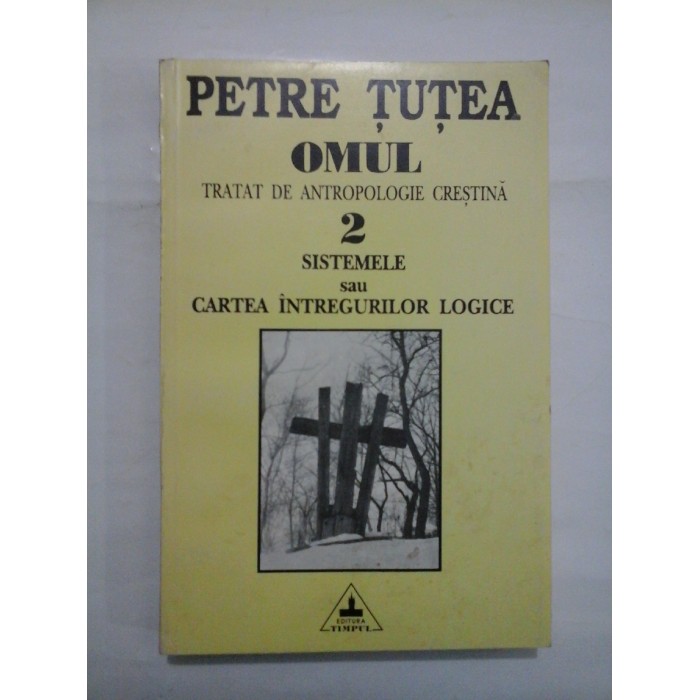 PETRE ȚUȚEA
OMUL
TRATAT DE ANTROPOLOGIE CREȘTINĂ
2
SISTEMELE
sau
CARTEA ÎNTREGURILOR LOGICE
EDITURA
TIMPUL